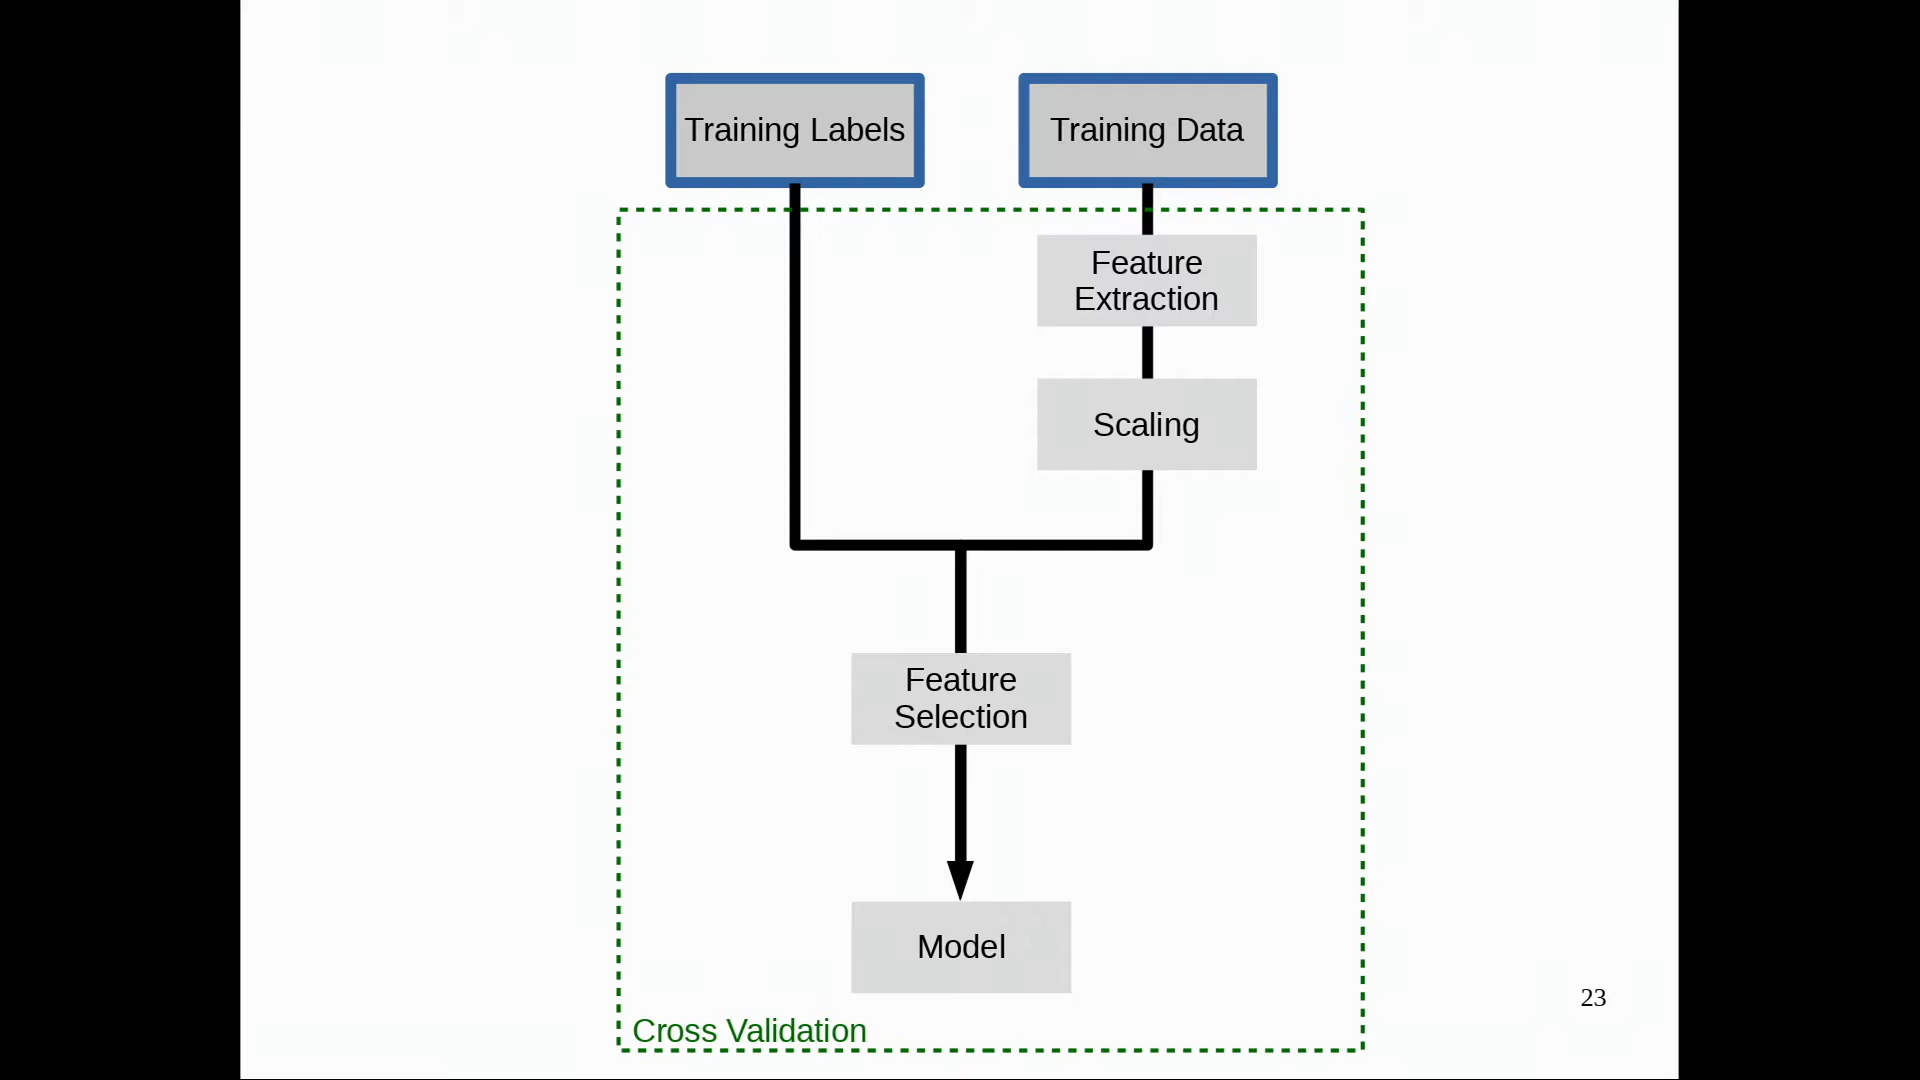 Training Labels
Training Data
Feature
Extraction
Scaling
Feature
Selection
Model
23
Cross Validation